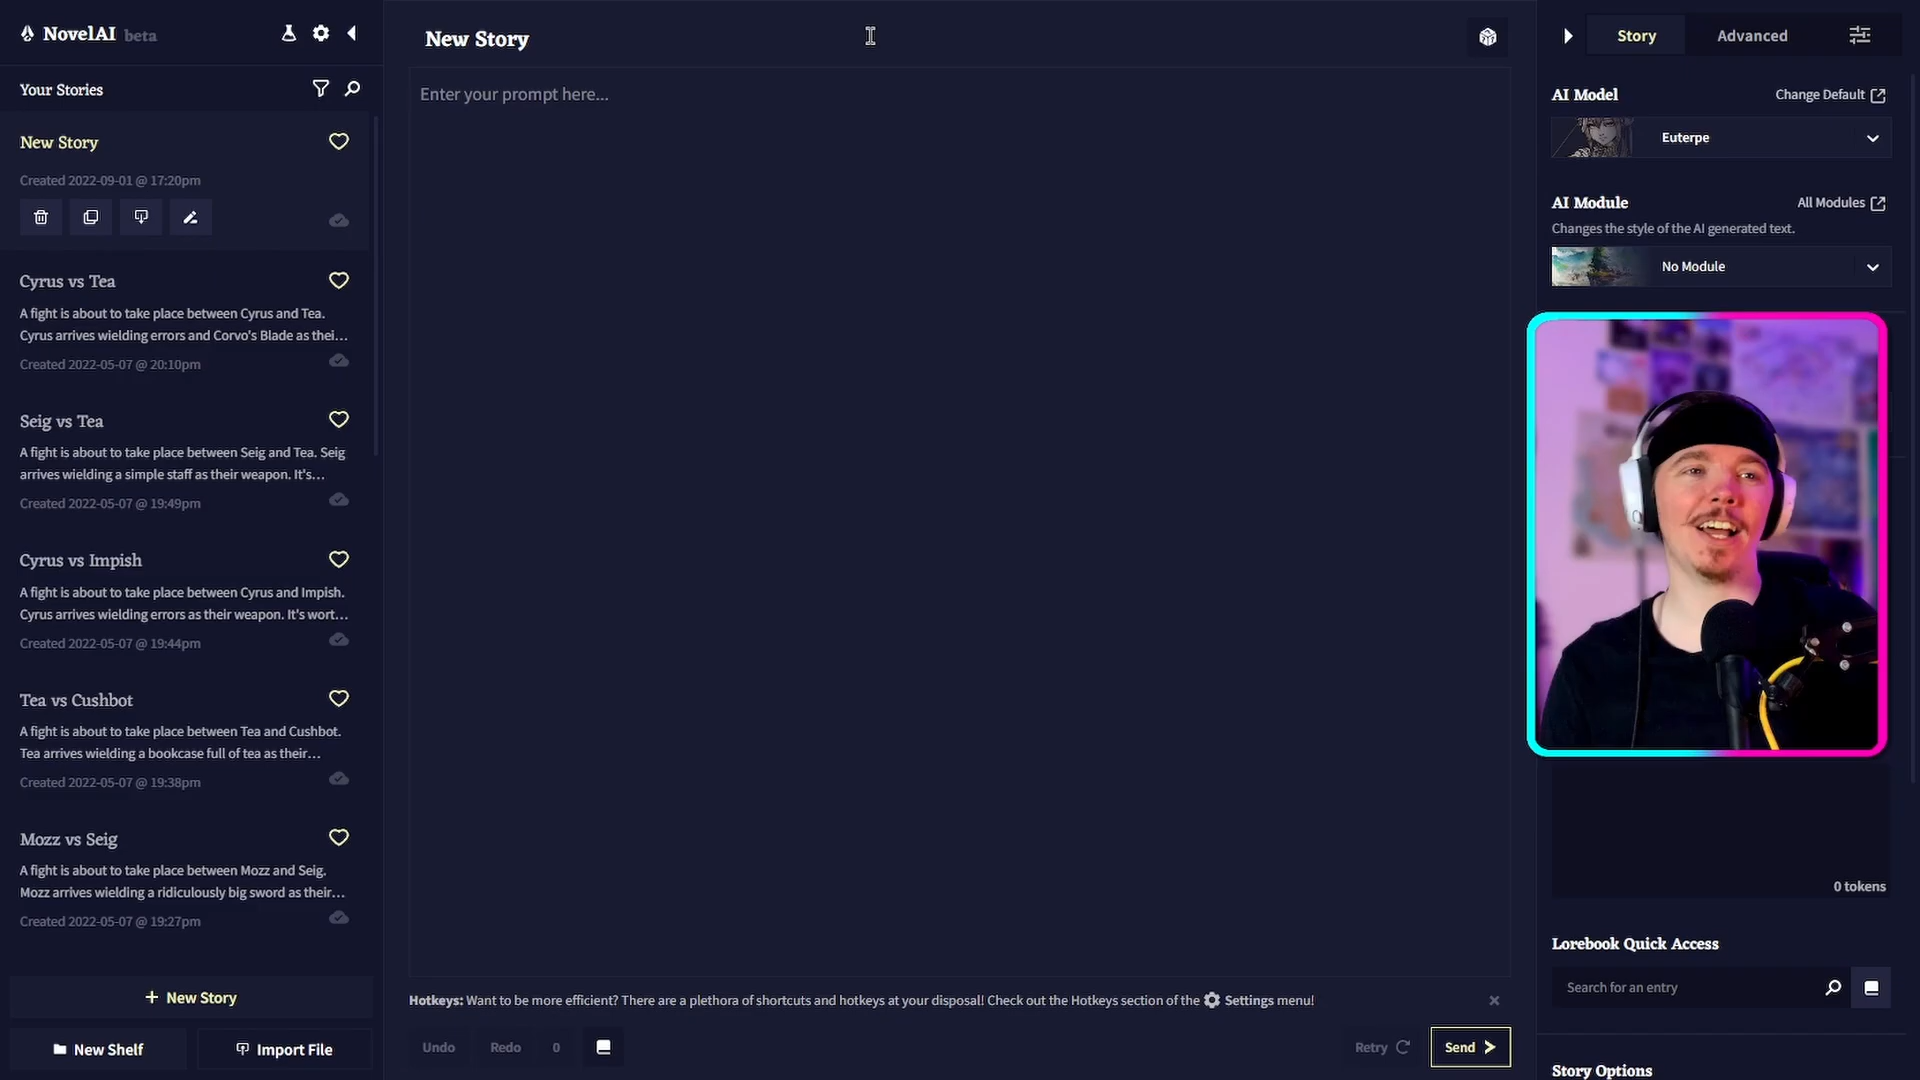 NovelAI beta
Your Stories
New Story
Created 2022-09-01 @ 17:20pm
Cyrus vs Tea
A fight is about to take place between Cyrus and Tea.
Cyrus arrives wielding errors and Corvo's Blade as thei...
Created 2022-05-07 @ 20:10pm
Seig vs Tea
A fight is about to take place between Seig and Tea. Seig
arrives wielding a simple staff as their weapon. It's...
Created 2022-05-07 @ 19:49pm
Cyrus vs Impish
A fight is about to take place between Cyrus and Impish.
Cyrus arrives wielding errors as their weapon. It's wort...
Created 2022-05-07 @ 19:44pm
Tea vs Cushbot
A fight is about to take place between Tea and Cushbot.
Tea arrives wielding a bookcase full of tea as their...
Created 2022-05-07 @ 19:38pm
Mozz vs Seig
A fight is about to take place between Mozz and Seig.
Mozz arrives wielding a ridiculously big sword as their...
Created 2022-05-07 @ 19:27pm
+ New Story
New Shelf
Import File
New Story
Enter your prompt here...
Hotkeys: Want to be more efficient? There are a plethora of shortcuts and hotkeys at your disposal! Check out the Hotkeys section of the Settings menu!
Undo
Redo
0
Retry
Send
Story
Advanced
AI Model
Change Default
Euterpe
AI Module
All Modules
Changes the style of the AI generated text.
No Module
0 tokens
Lorebook Quick Access
Search for an entry
Story Options